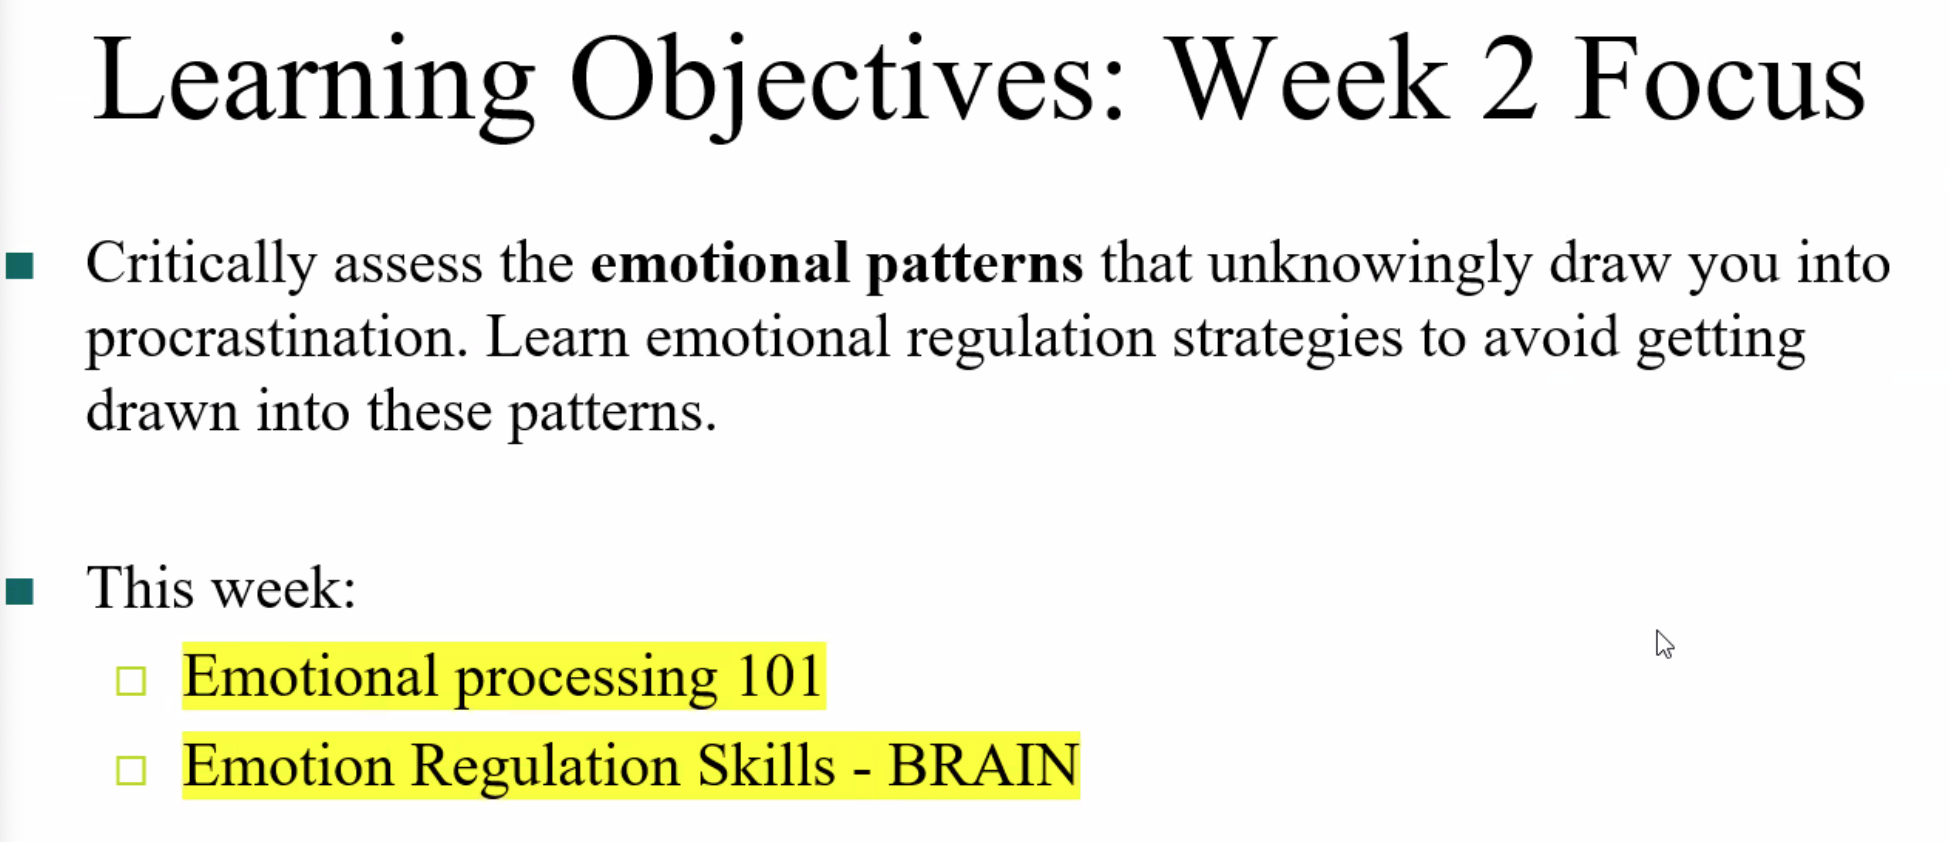 Learning Objectives: Week 2 Focus
Critically assess the emotional patterns that unknowingly draw you into
procrastination. Learn emotional regulation strategies to avoid getting
drawn into these patterns.
This week:
Emotional processing 101
Emotion Regulation Skills - BRAIN